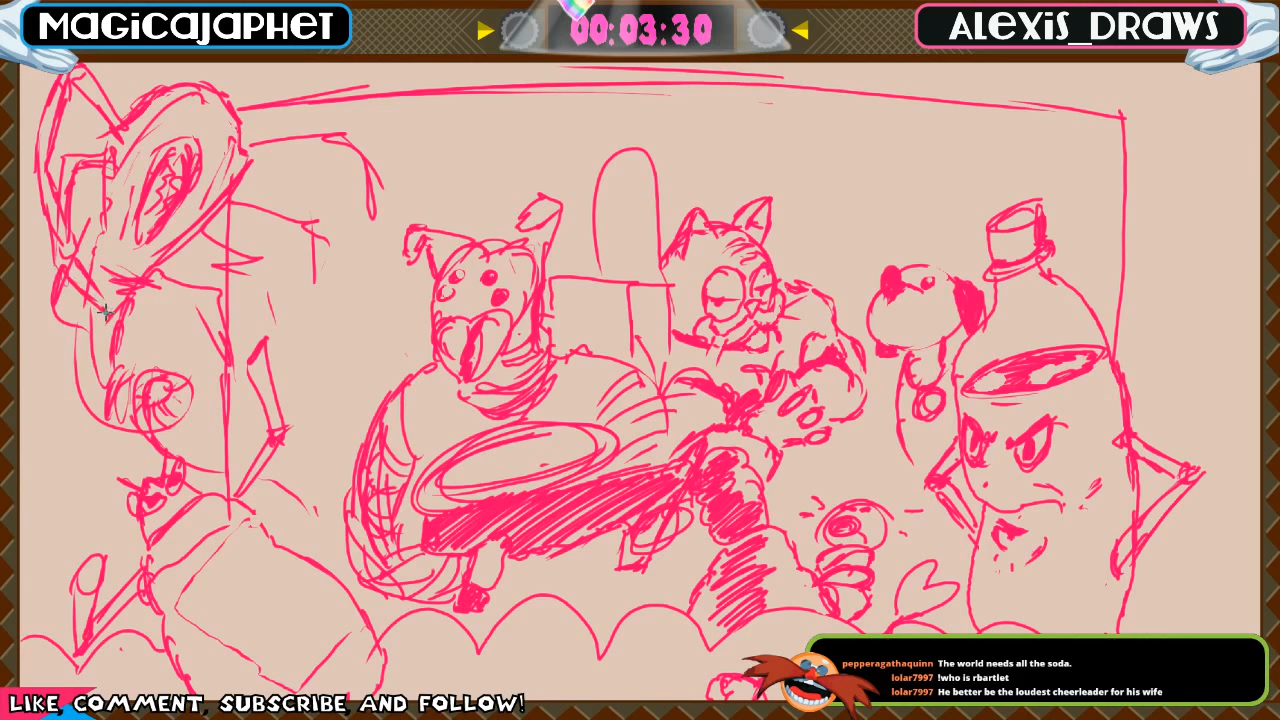 MAGICAJAPHET
00:03:30
ALEXIS_DRAWS
pepperagathaquinn The world needs all the soda.
lolar7997 !who is rbartlet
lolar7997 He better be the loudest cheerleader for his wife
LIKE, COMMENT, SUBSCRIBE AND FOLLOW!